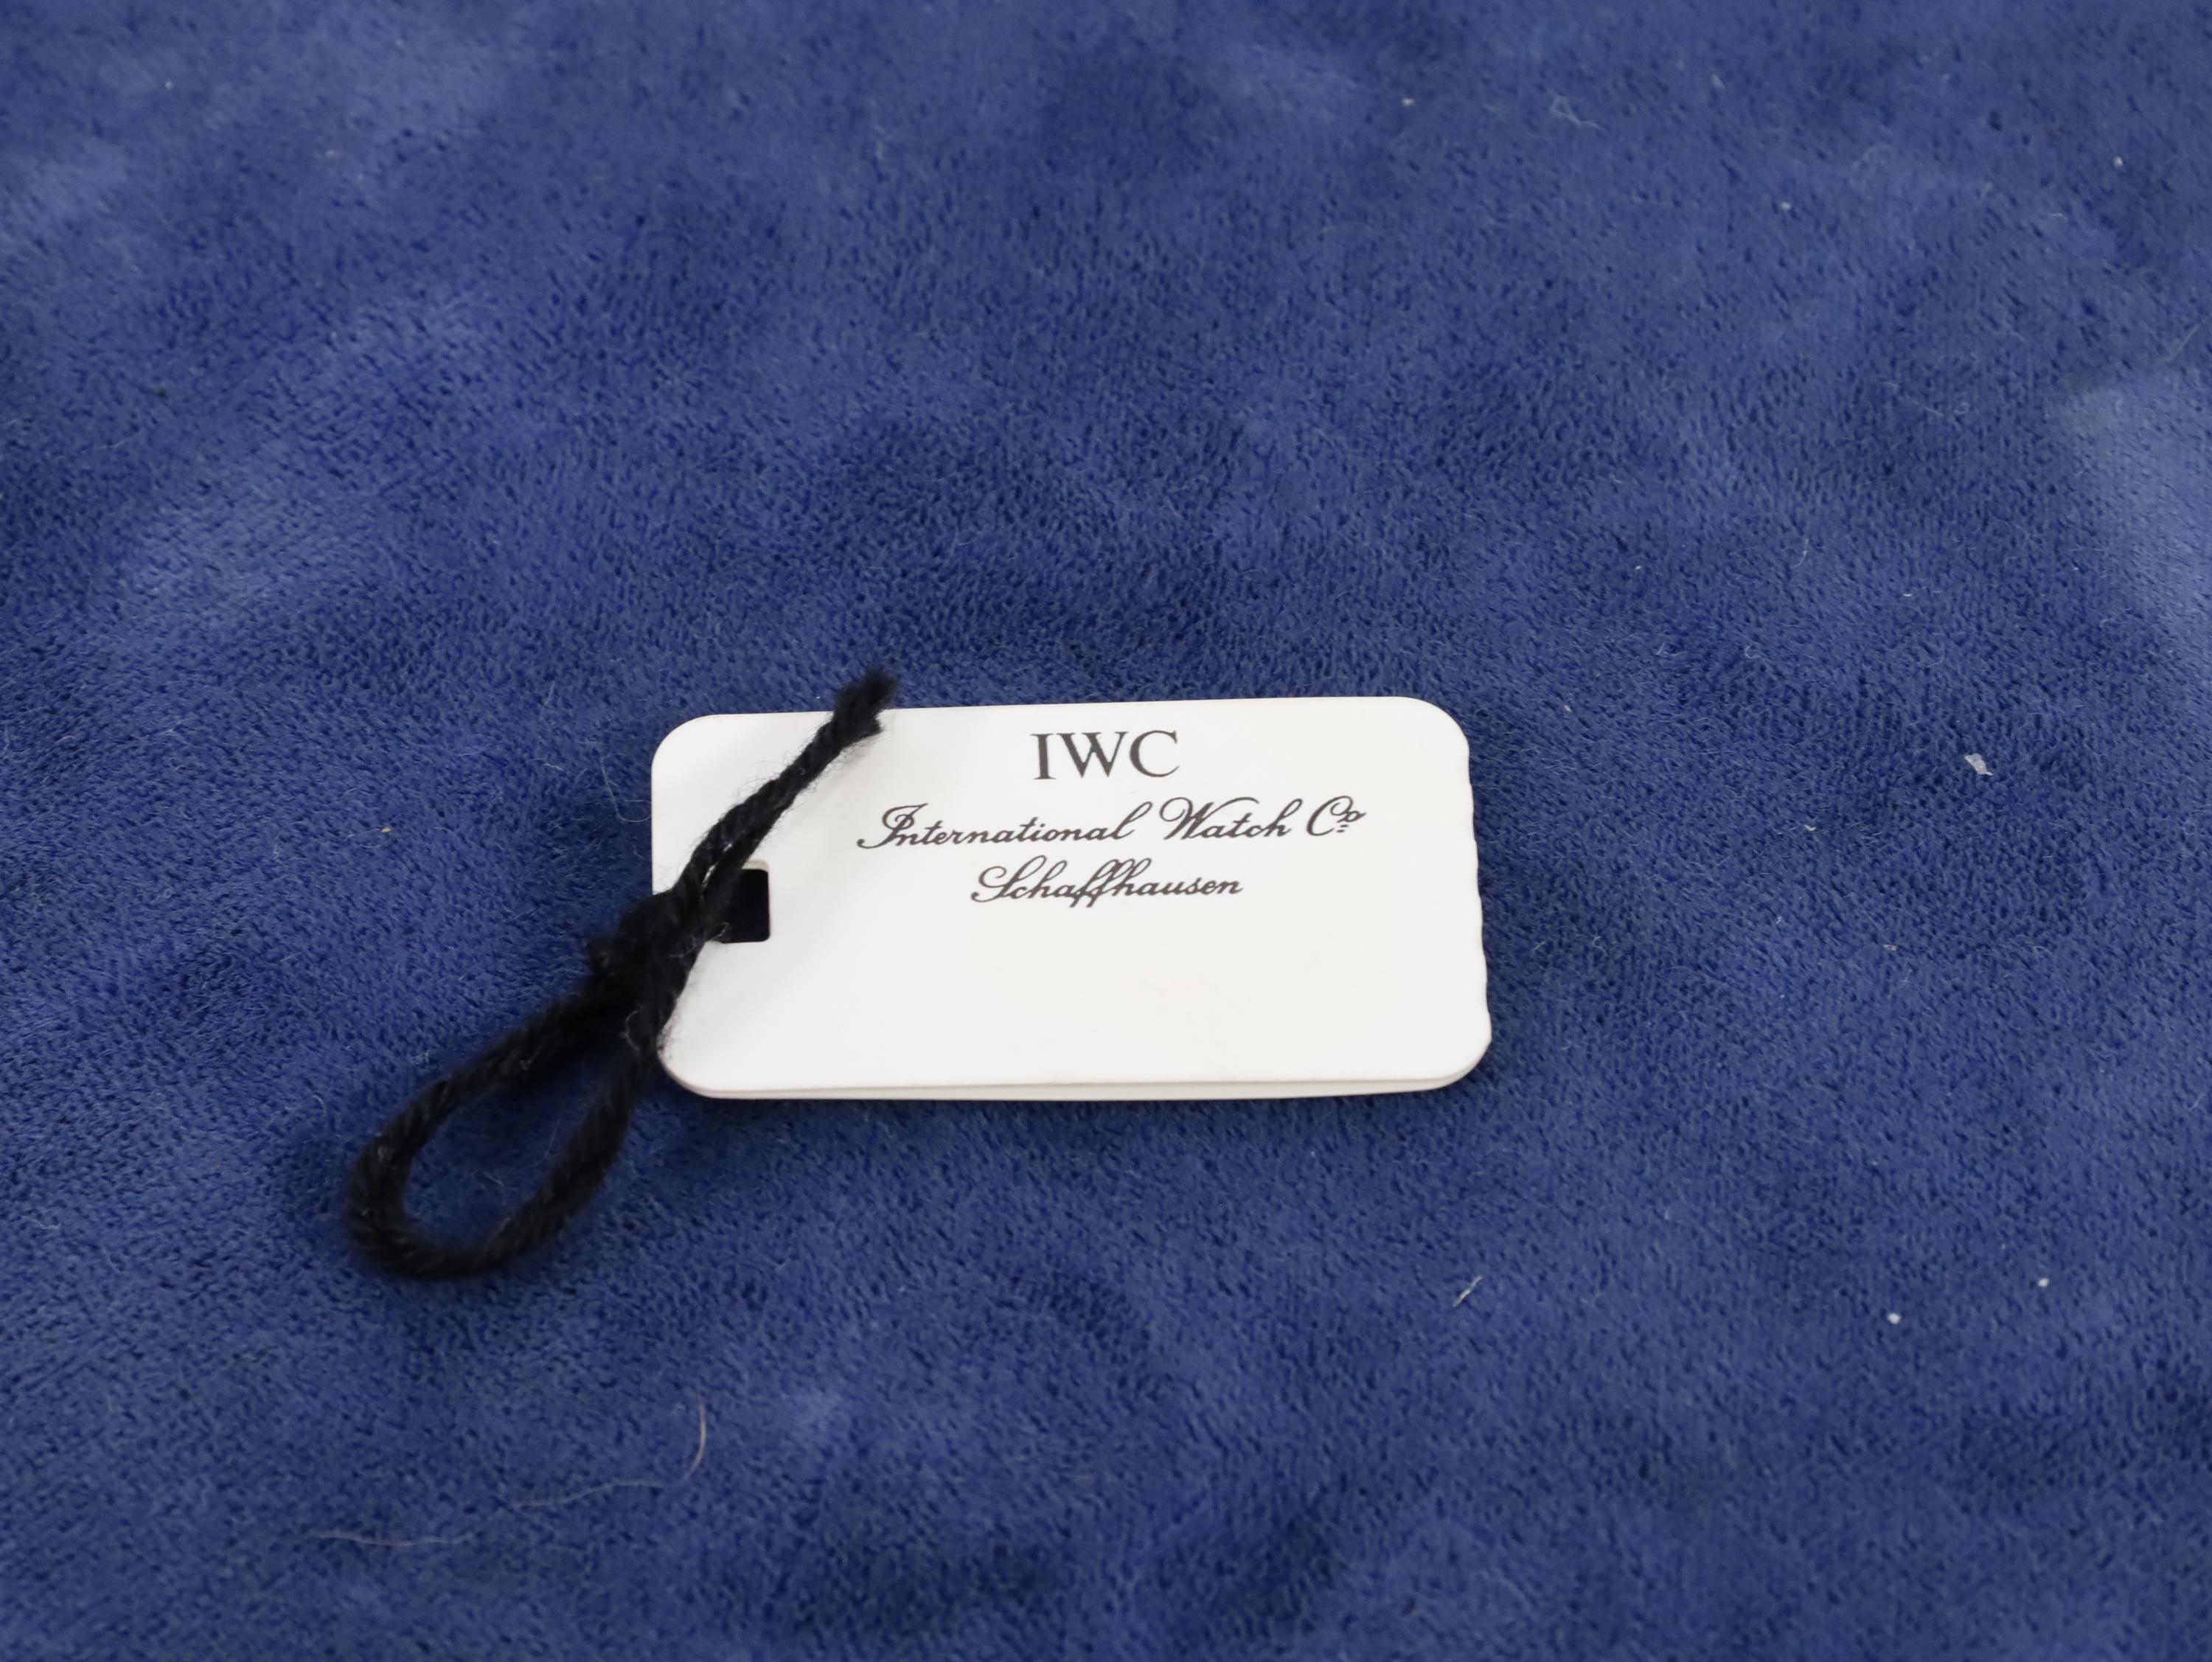 IWC
International Watch Co
Schaffhausen